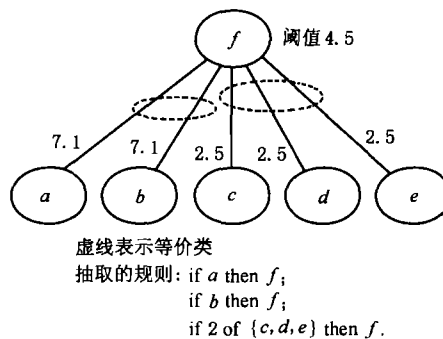 f 阈值4.5
7.1 7.1 2.5 2.5 2.5
a b c d e
虚线表示等价类
抽取的规则: if a then f;
if b then f;
if 2 of {c,d,e} then f.